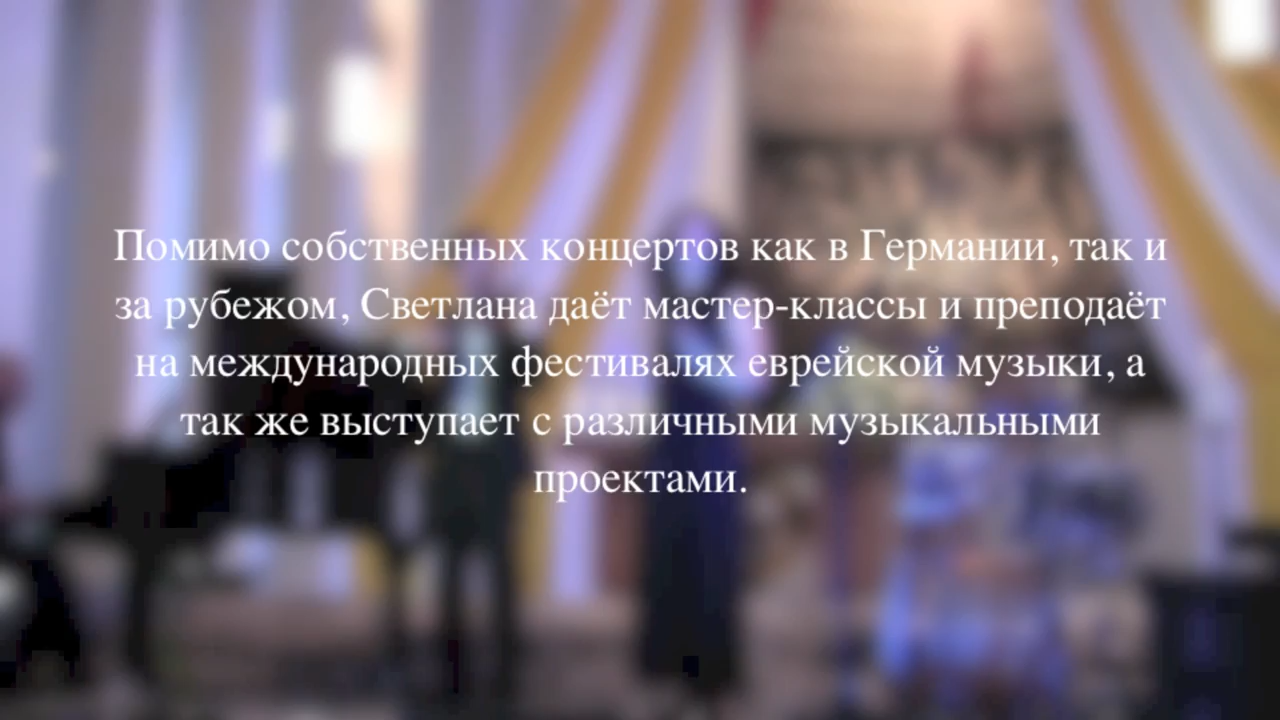 Помимо собственных концертов как в Германии, так и
за рубежом, Светлана даёт мастер-классы и преподаёт
на международных фестивалях еврейской музыки, а
так же выступает с различными музыкальными
проектами.